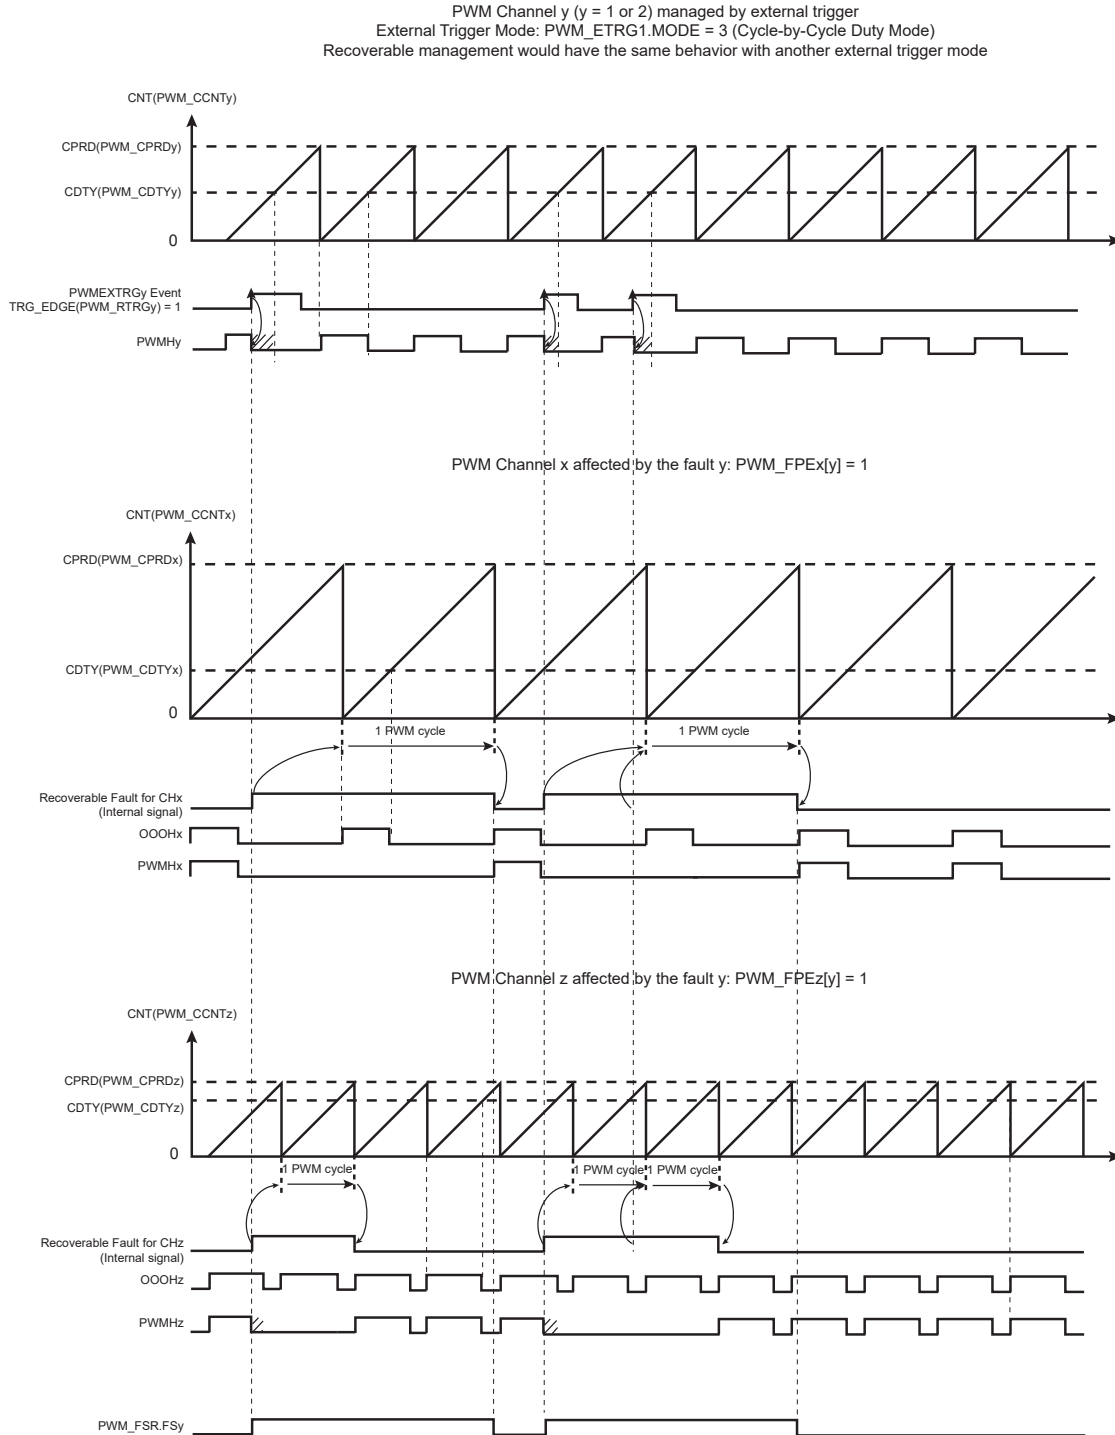 PWM Channel y (y = 1 or 2) managed by external trigger
External Trigger Mode: PWM_ETRG1.MODE = 3 (Cycle-by-Cycle Duty Mode)
Recoverable management would have the same behavior with another external trigger mode
CNT(PWM_CCNTy)
CPRD(PWM_CPRDy)
CDTY(PWM_CDTYy)
0
PWMEXTRGy Event
TRG_EDGE(PWM_RTRGy) = 1
PWMHy
PWM Channel x affected by the fault y: PWM_FPEx[y] = 1
CNT(PWM_CCNTx)
CPRD(PWM_CPRDx)
CDTY(PWM_CDTYx)
0
1 PWM cycle
1 PWM cycle
Recoverable Fault for CHx
(Internal signal)
OOOHx
PWMHx
PWM Channel z affected by the fault y: PWM_FPEz[y] = 1
CNT(PWM_CCNTz)
CPRD(PWM_CPRDz)
CDTY(PWM_CDTYz)
0
1 PWM cycle
1 PWM cycle
1 PWM cycle
Recoverable Fault for CHz
(Internal signal)
OOOHz
PWMHz
PWM_FSR.FSy